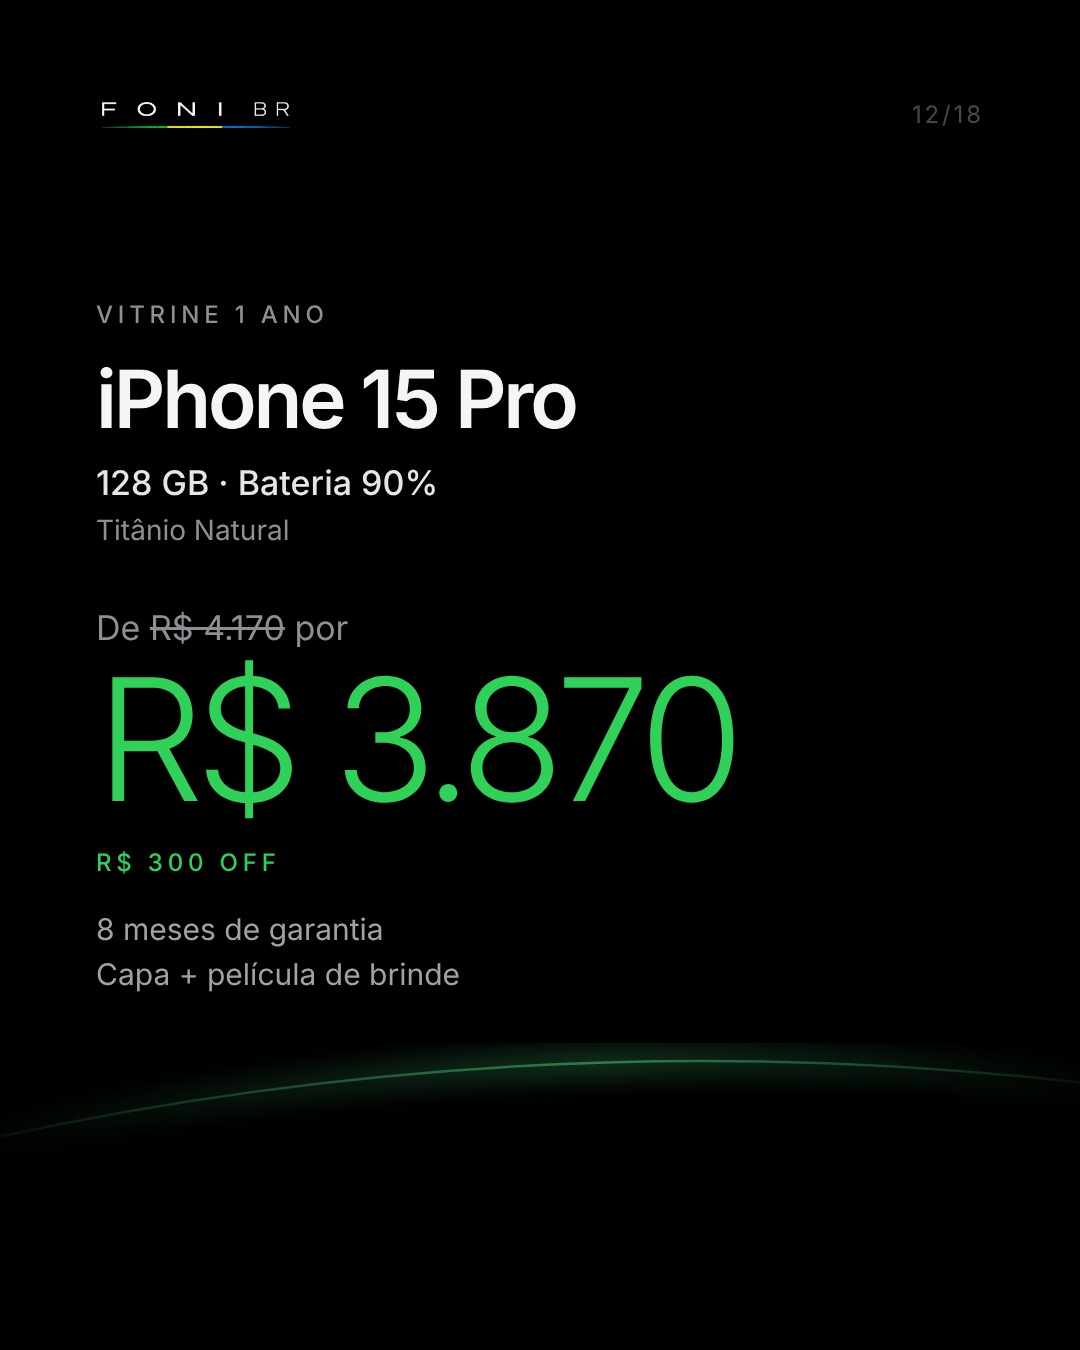 FONI BR
12/18
VITRINE 1 ANO
iPhone 15 Pro
128 GB · Bateria 90%
Titânio Natural
De R$ 4.170 por
R$ 3.870
R$ 300 OFF
8 meses de garantia
Capa + película de brinde